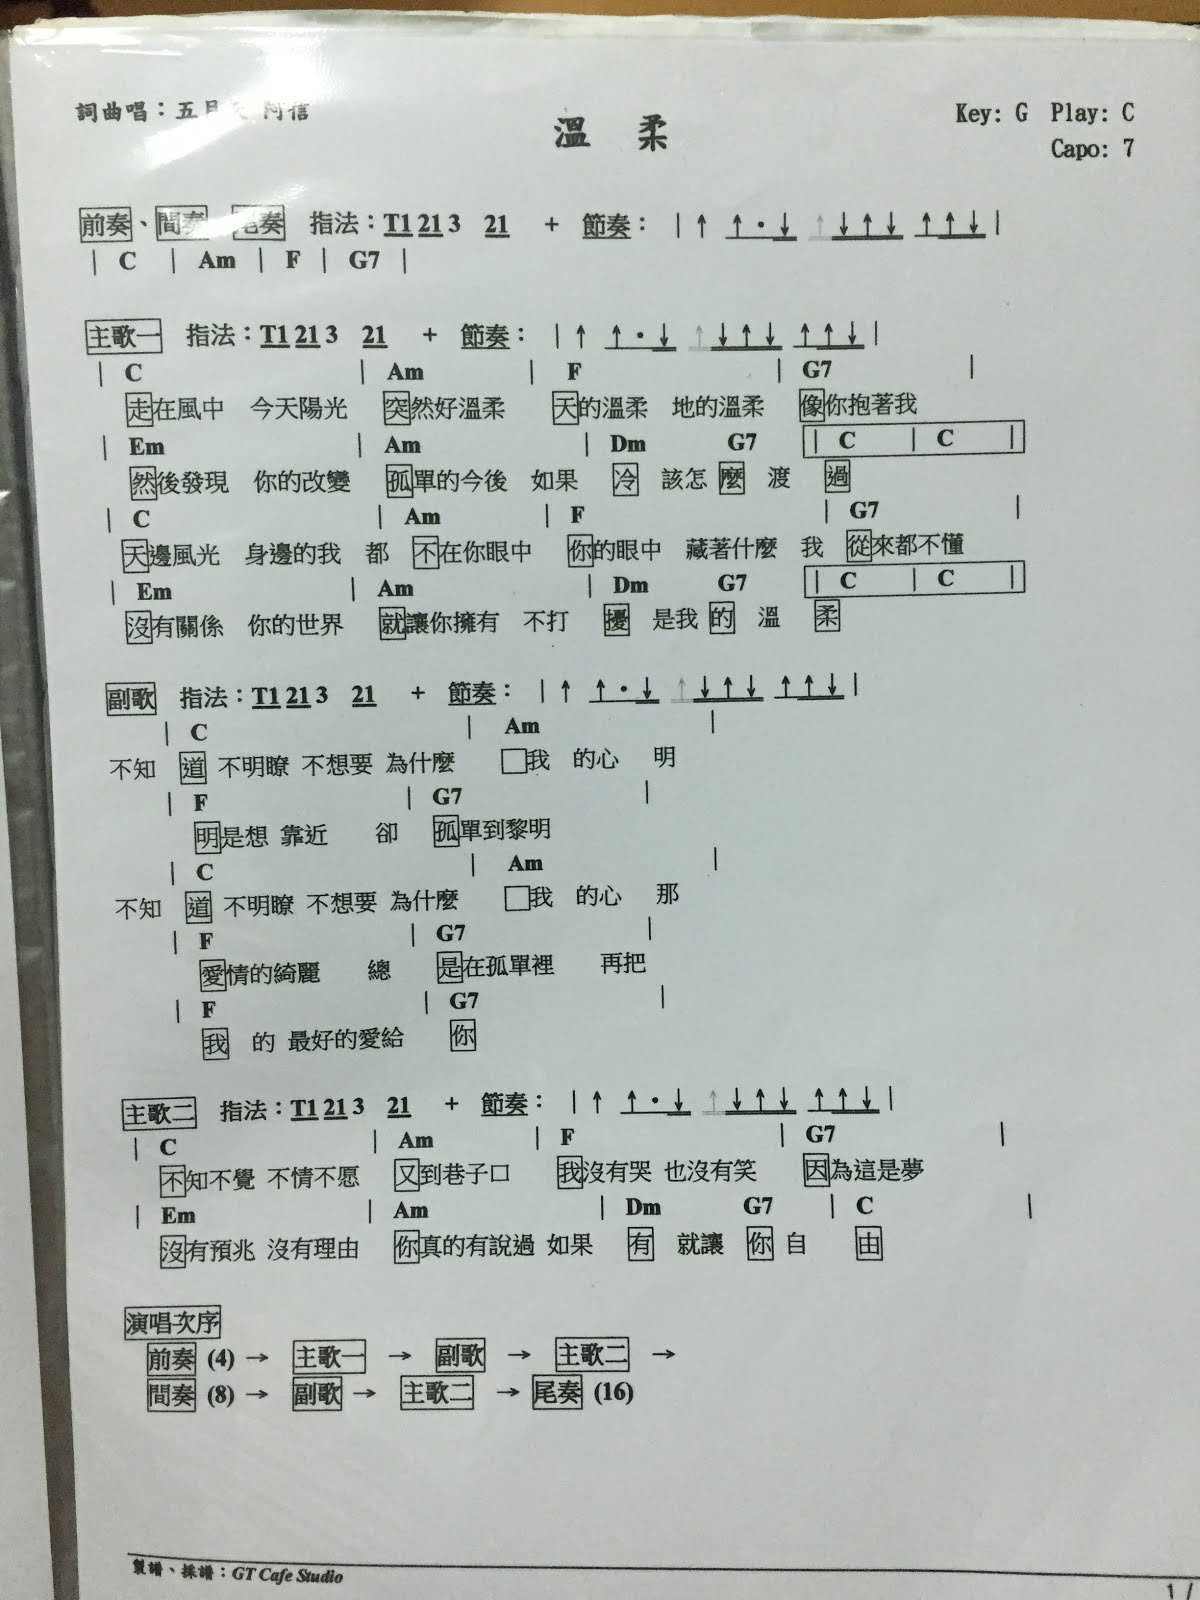 詞曲唱：五月 阿信
溫 柔
Key: G Play: C
Capo: 7
前奏、間奏 尾奏 指法：T1 21 3 21 + 節奏： | ↑ ↑ • ↓ ↑ ↓ ↑ ↓ ↑ ↑ ↓ |
| C | Am | F | G7 |
主歌一 指法：T1 21 3 21 + 節奏： | ↑ ↑ • ↓ ↑ ↓ ↑ ↓ ↑ ↑ ↓ |
| C | Am | F | G7 |
走在風中 今天陽光 突然好溫柔 天的溫柔 地的溫柔 像你抱著我
| Em | Am | Dm G7 | C | C |
然後發現 你的改變 孤單的今後 如果 冷 該怎 麼 渡 過
| C | Am | F | G7 |
天邊風光 身邊的我 都 不在你眼中 你的眼中 藏著什麼 我 從來都不懂
| Em | Am | Dm G7 | C | C |
沒有關係 你的世界 就讓你擁有 不打 擾 是我 的 溫 柔
副歌 指法：T1 21 3 21 + 節奏： | ↑ ↑ • ↓ ↑ ↓ ↑ ↓ ↑ ↑ ↓ |
| C | Am |
不知 道 不明瞭 不想要 為什麼 □我 的心 明
| F | G7 |
明是想 靠近 卻 孤單到黎明
| C | Am |
不知 道 不明瞭 不想要 為什麼 □我 的心 那
| F | G7 |
愛情的綺麗 總 是在孤單裡 再把
| F | G7 |
我 的 最好的愛給 你
主歌二 指法：T1 21 3 21 + 節奏： | ↑ ↑ • ↓ ↑ ↓ ↑ ↓ ↑ ↑ ↓ |
| C | Am | F | G7 |
不知不覺 不情不愿 又到巷子口 我沒有哭 也沒有笑 因為這是夢
| Em | Am | Dm G7 | C |
沒有預兆 沒有理由 你真的有說過 如果 有 就讓 你 自 由
演唱次序
前奏 (4) → 主歌一 → 副歌 → 主歌二 →
間奏 (8) → 副歌 → 主歌二 → 尾奏 (16)
製譜、採譜：GT Cafe Studio
1 /